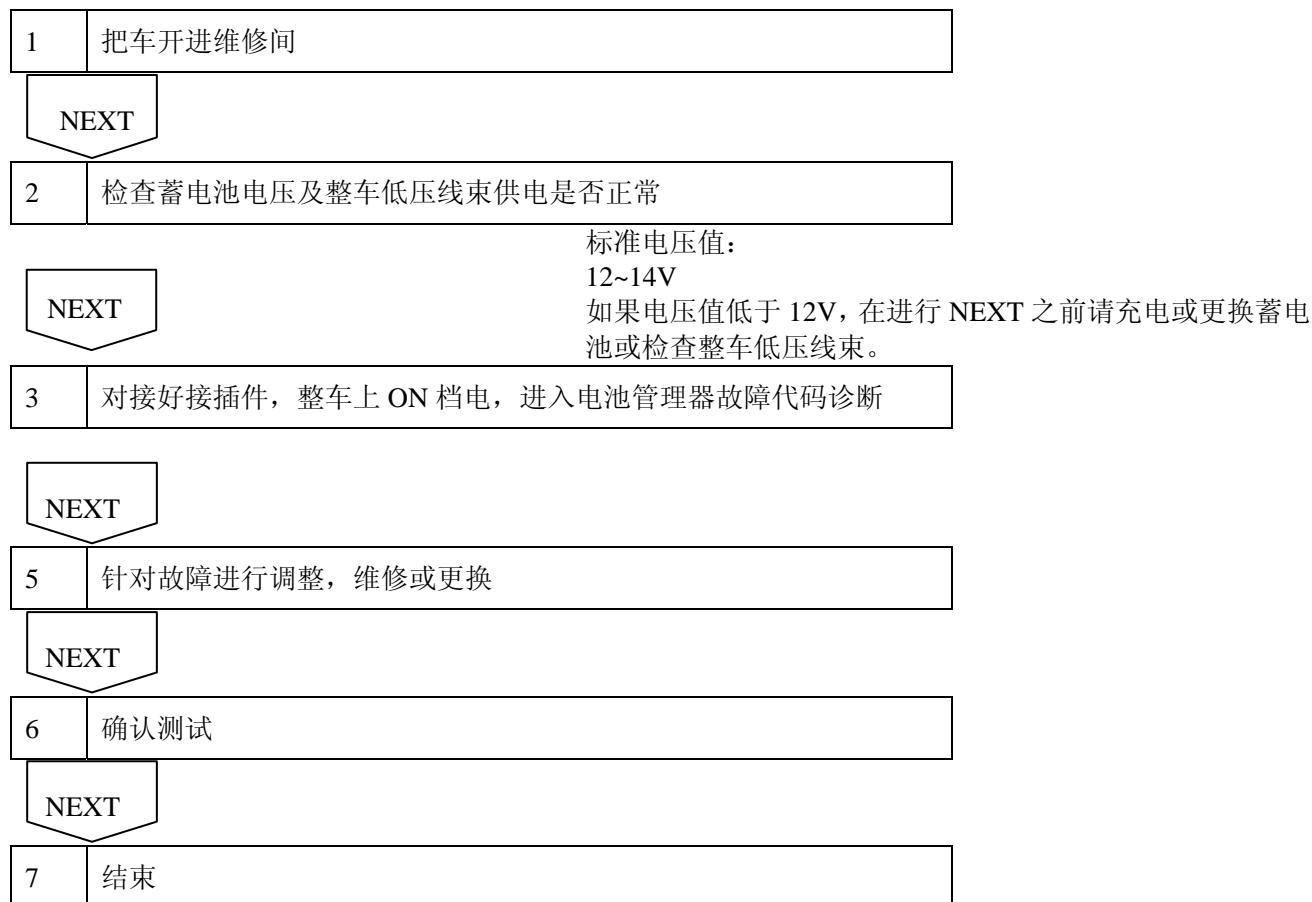 1 把车开进维修间
NEXT
2 检查蓄电池电压及整车低压线束供电是否正常
标准电压值：
12~14V
如果电压值低于 12V，在进行 NEXT 之前请充电或更换蓄电
池或检查整车低压线束。
NEXT
3 对接好接插件，整车上 ON 档电，进入电池管理器故障代码诊断
NEXT
5 针对故障进行调整，维修或更换
NEXT
6 确认测试
NEXT
7 结束